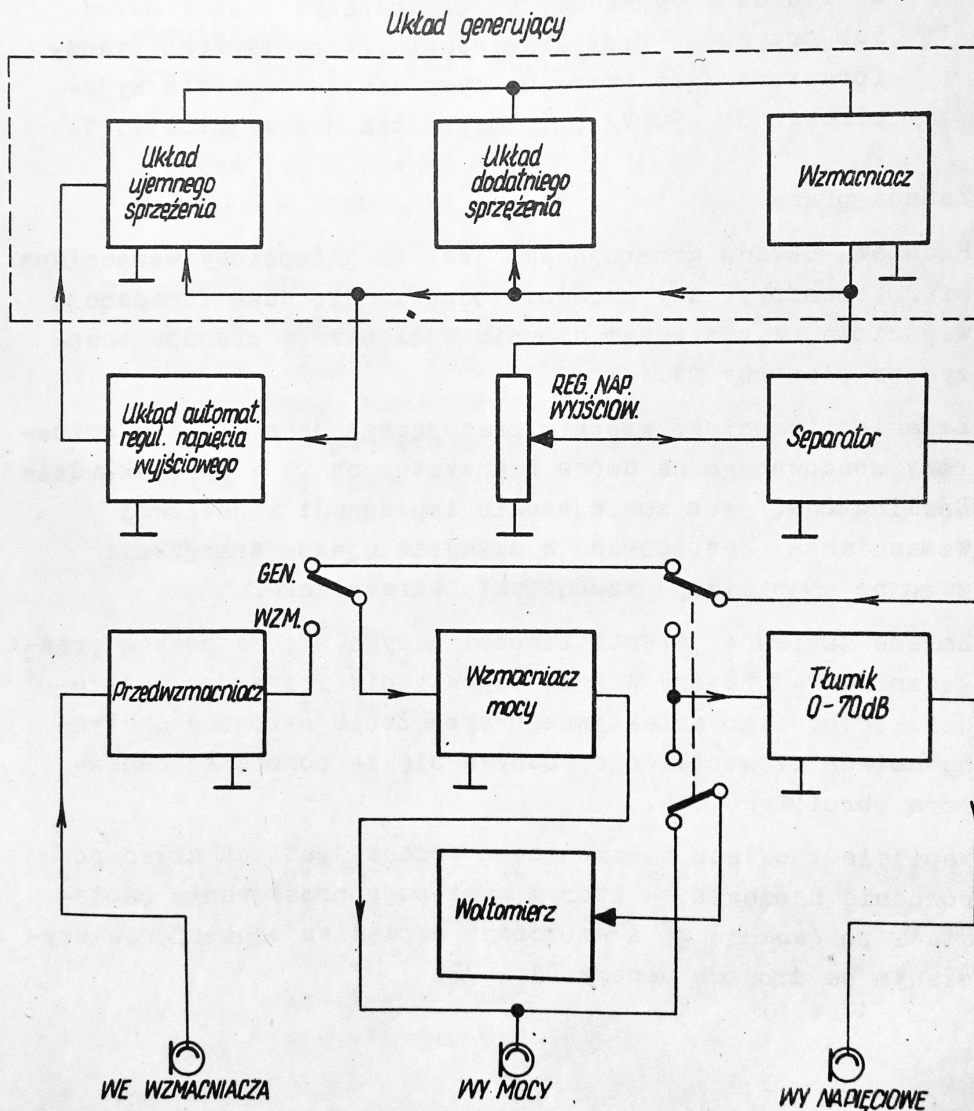 Układ generujący
Układ
ujemnego
sprzężenia
Układ
dodatniego
sprzężenia
Wzmacniacz
Układ automat.
regul. napięcia
wyjściowego
REG. NAP.
WYJŚCIOW.
Separator
GEN.
WZM.
Przedwzmacniacz
Wzmacniacz
mocy
Tłumik
0-70dB
Woltomierz
WE WZMACNIACZA
WY MOCY
WY NAPIĘCIOWE